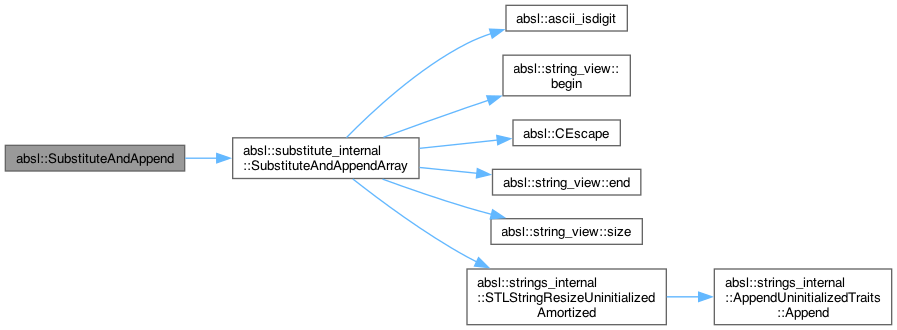 absl::SubstituteAndAppend
absl::substitute_internal
::SubstituteAndAppendArray
absl::ascii_isdigit
absl::string_view::
begin
absl::CEscape
absl::string_view::end
absl::string_view::size
absl::strings_internal
::STLStringResizeUninitialized
Amortized
absl::strings_internal
::AppendUninitializedTraits
::Append